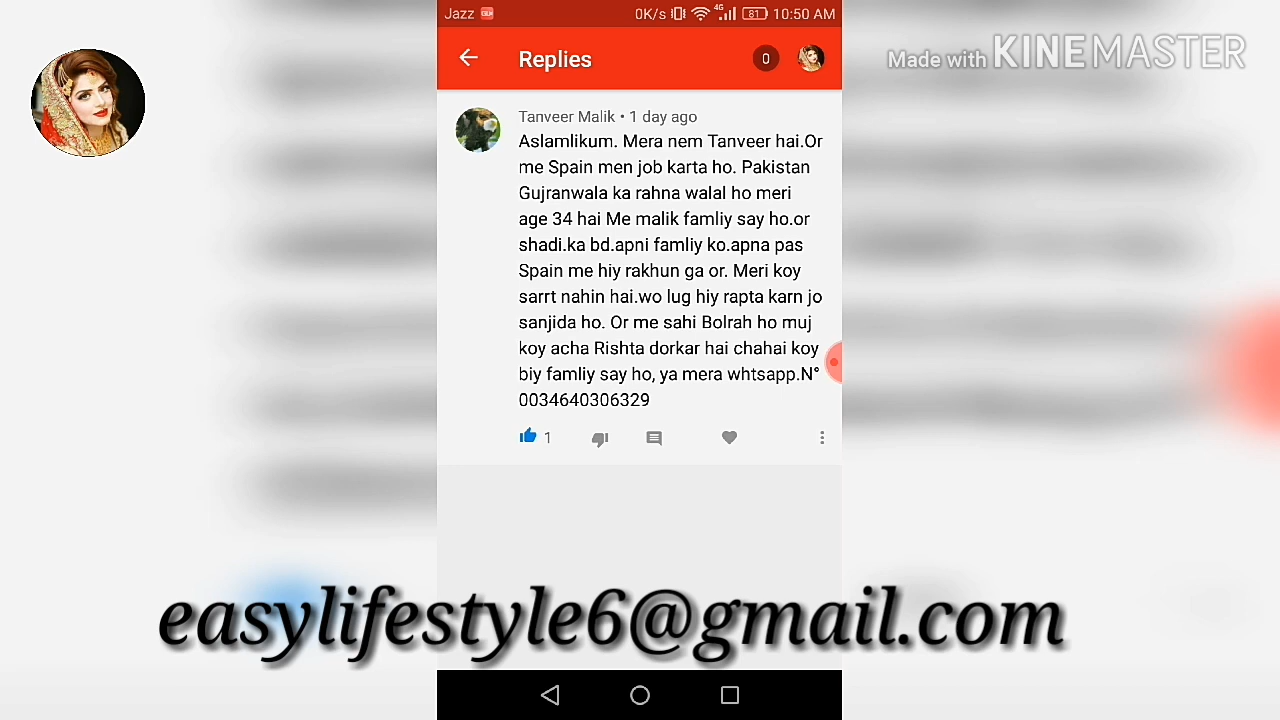 Jazz
0K/s 4G 81 10:50 AM
Made with KINEMASTER
Replies
0
Tanveer Malik • 1 day ago
Aslamlikum. Mera nem Tanveer hai.Or
me Spain men job karta ho. Pakistan
Gujranwala ka rahna walal ho meri
age 34 hai Me malik famliy say ho.or
shadi.ka bd.apni famliy ko.apna pas
Spain me hiy rakhun ga or. Meri koy
sarrt nahin hai.wo lug hiy rapta karn jo
sanjida ho. Or me sahi Bolrah ho muj
koy acha Rishta dorkar hai chahai koy
biy famliy say ho, ya mera whtsapp.N°
0034640306329
1
easylifestyle6@gmail.com